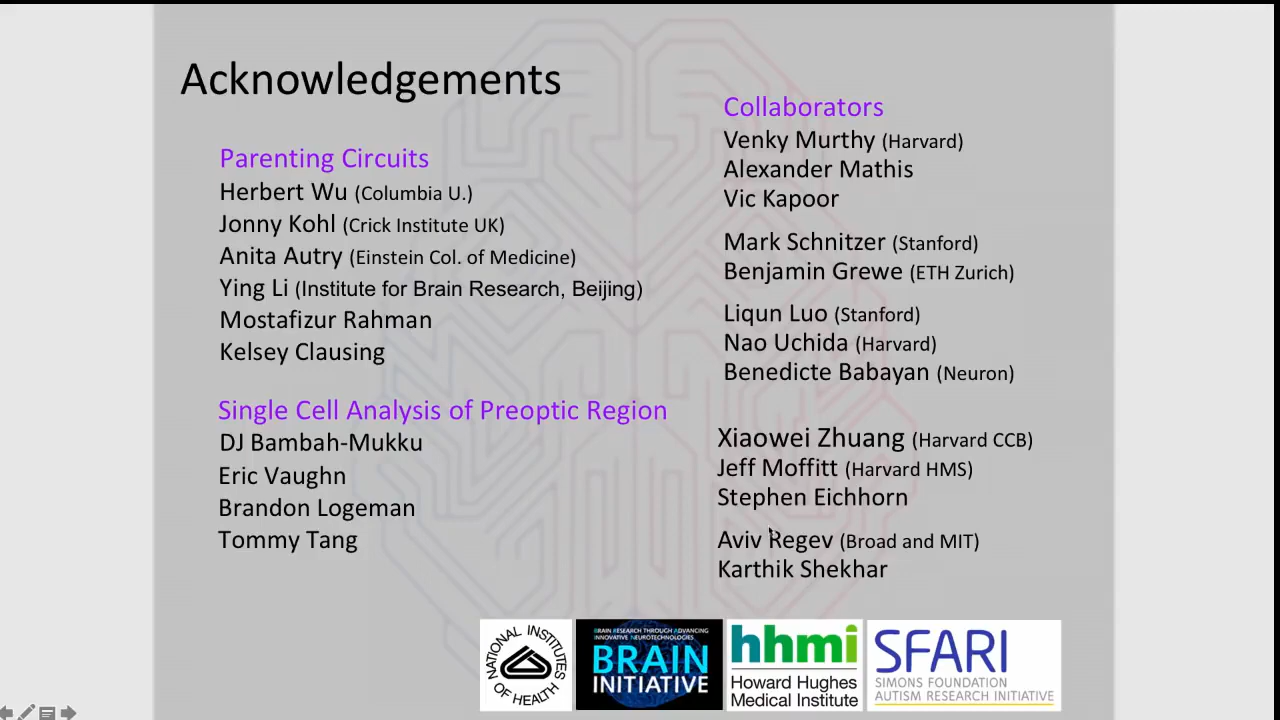 Acknowledgements
Parenting Circuits
Herbert Wu (Columbia U.)
Jonny Kohl (Crick Institute UK)
Anita Autry (Einstein Col. of Medicine)
Ying Li (Institute for Brain Research, Beijing)
Mostafizur Rahman
Kelsey Clausing
Single Cell Analysis of Preoptic Region
DJ Bambah-Mukku
Eric Vaughn
Brandon Logeman
Tommy Tang
Collaborators
Venky Murthy (Harvard)
Alexander Mathis
Vic Kapoor
Mark Schnitzer (Stanford)
Benjamin Grewe (ETH Zurich)
Liqun Luo (Stanford)
Nao Uchida (Harvard)
Benedicte Babayan (Neuron)
Xiaowei Zhuang (Harvard CCB)
Jeff Moffitt (Harvard HMS)
Stephen Eichhorn
Aviv Regev (Broad and MIT)
Karthik Shekhar
NATIONAL INSTITUTES
OF HEALTH
BRAIN RESEARCH THROUGH ADVANCING
INNOVATIVE NEUROTECHNOLOGIES
BRAIN
INITIATIVE
hhmi
Howard Hughes
Medical Institute
SFARI
SIMONS FOUNDATION
AUTISM RESEARCH INITIATIVE